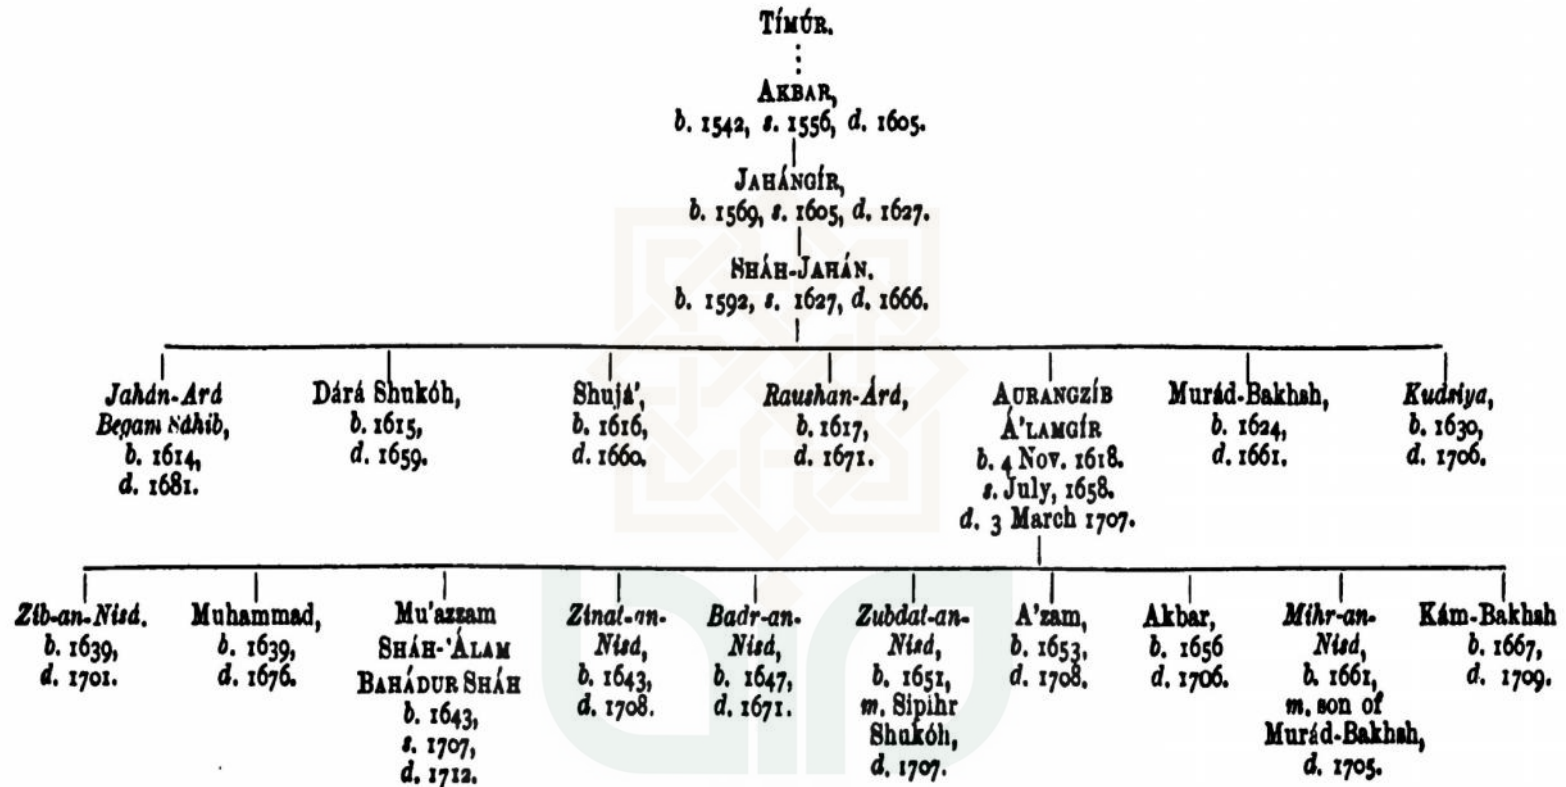 TÍMÚR.
AKBAR,
b. 1542, s. 1556, d. 1605.
JAHÁNGÍR,
b. 1569, s. 1605, d. 1627.
SHÁH-JAHÁN.
b. 1592, s. 1627, d. 1666.
Jahán-Ará
Begam Sáhib,
b. 1614,
d. 1681.
Dárá Shukóh,
b. 1615,
d. 1659.
Shujá',
b. 1616,
d. 1660.
Raushan-Árá,
b. 1617,
d. 1671.
AURANGZÍB
Á'LAMGÍR
b. 4 Nov. 1618.
s. July, 1658.
d. 3 March 1707.
Murád-Bakhsh,
b. 1624,
d. 1661.
Kudsiya,
b. 1630,
d. 1706.
Zíb-an-Nisá.
b. 1639,
d. 1701.
Muhammad,
b. 1639,
d. 1676.
Mu'azzam
SHÁH-'ÁLAM
BAHÁDUR SHÁH
b. 1643,
s. 1707,
d. 1712.
Zínat-an-
Nisá,
b. 1643,
d. 1708.
Badr-an-
Nisá,
b. 1647,
d. 1671.
Zubdat-an-
Nisá,
b. 1651,
m. Sipihr
Shukóh,
d. 1707.
A'zam,
b. 1653,
d. 1708.
Akbar,
b. 1656
d. 1706.
Mihr-an-
Nisá,
b. 1661,
m. son of
Murád-Bakhsh,
d. 1705.
Kám-Bakhsh
b. 1667,
d. 1709.